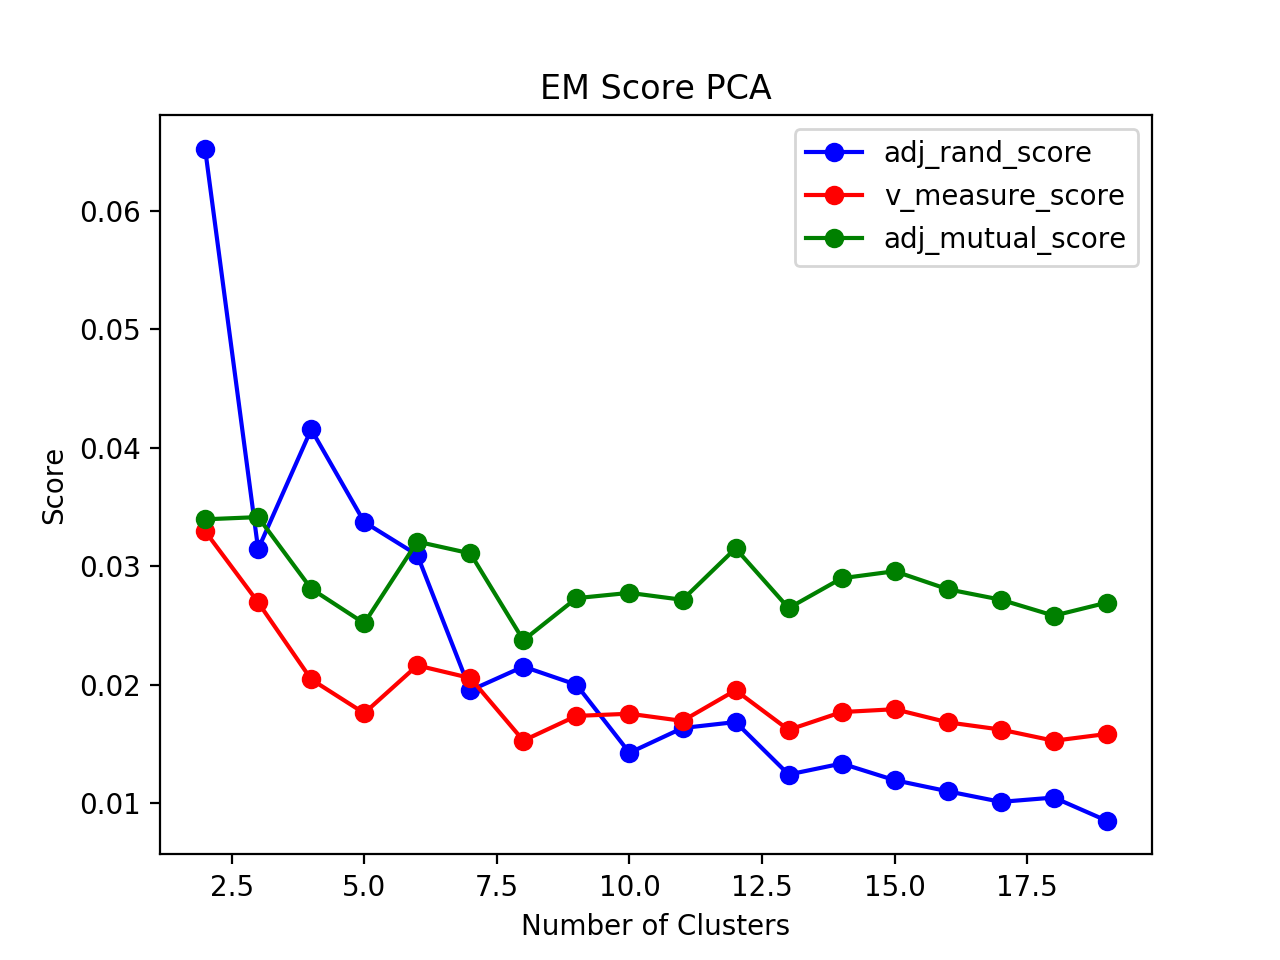 EM Score PCA
adj_rand_score
v_measure_score
adj_mutual_score
0.06
0.05
0.04
0.03
0.02
0.01
Score
2.5 5.0 7.5 10.0 12.5 15.0 17.5
Number of Clusters